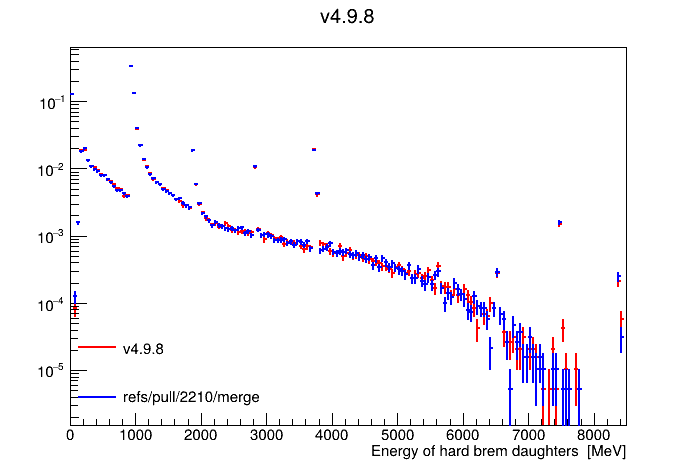 v4.9.8
10⁻¹
10⁻²
10⁻³
10⁻⁴
10⁻⁵
v4.9.8
refs/pull/2210/merge
0 1000 2000 3000 4000 5000 6000 7000 8000
Energy of hard brem daughters [MeV]